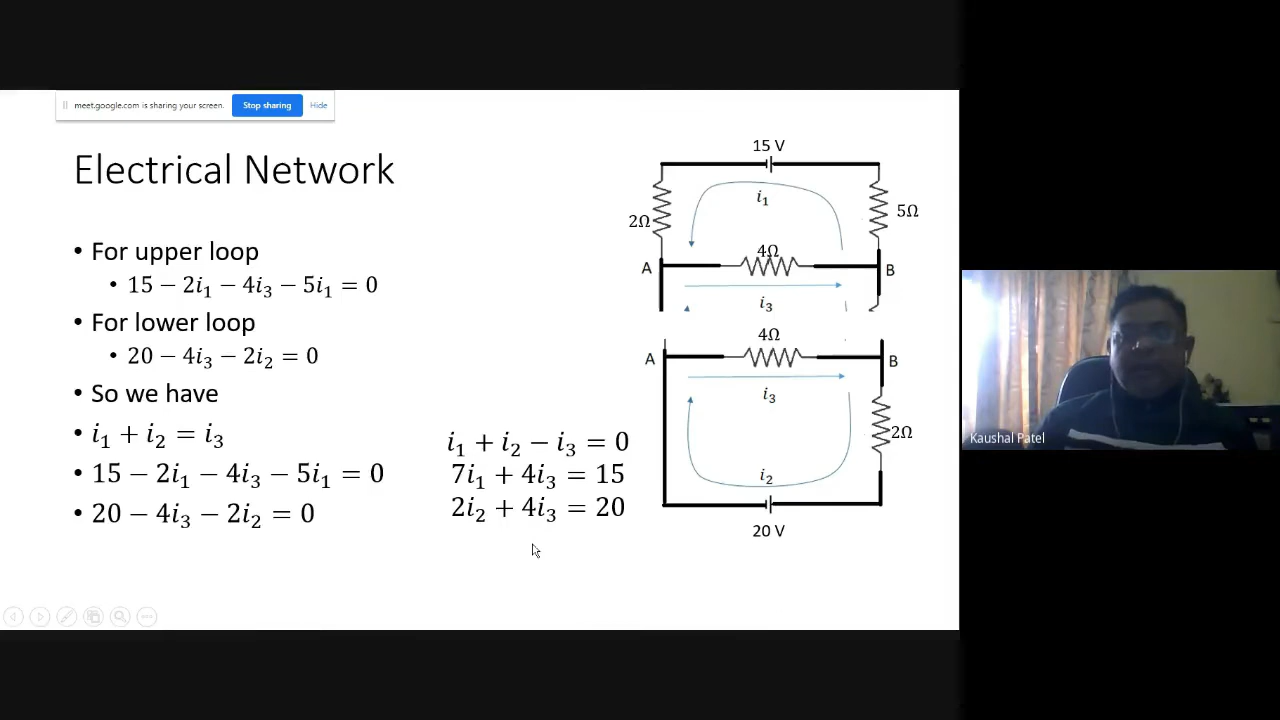 meet.google.com is sharing your screen. Stop sharing Hide
Electrical Network
• For upper loop
• 15 − 2i₁ − 4i₃ − 5i₁ = 0
• For lower loop
• 20 − 4i₃ − 2i₂ = 0
• So we have
• i₁ + i₂ = i₃
• 15 − 2i₁ − 4i₃ − 5i₁ = 0
• 20 − 4i₃ − 2i₂ = 0
i₁ + i₂ − i₃ = 0
7i₁ + 4i₃ = 15
2i₂ + 4i₃ = 20
15 V
i₁
2Ω
5Ω
4Ω
A
B
i₃
4Ω
A
B
i₃
2Ω
i₂
20 V
Kaushal Patel